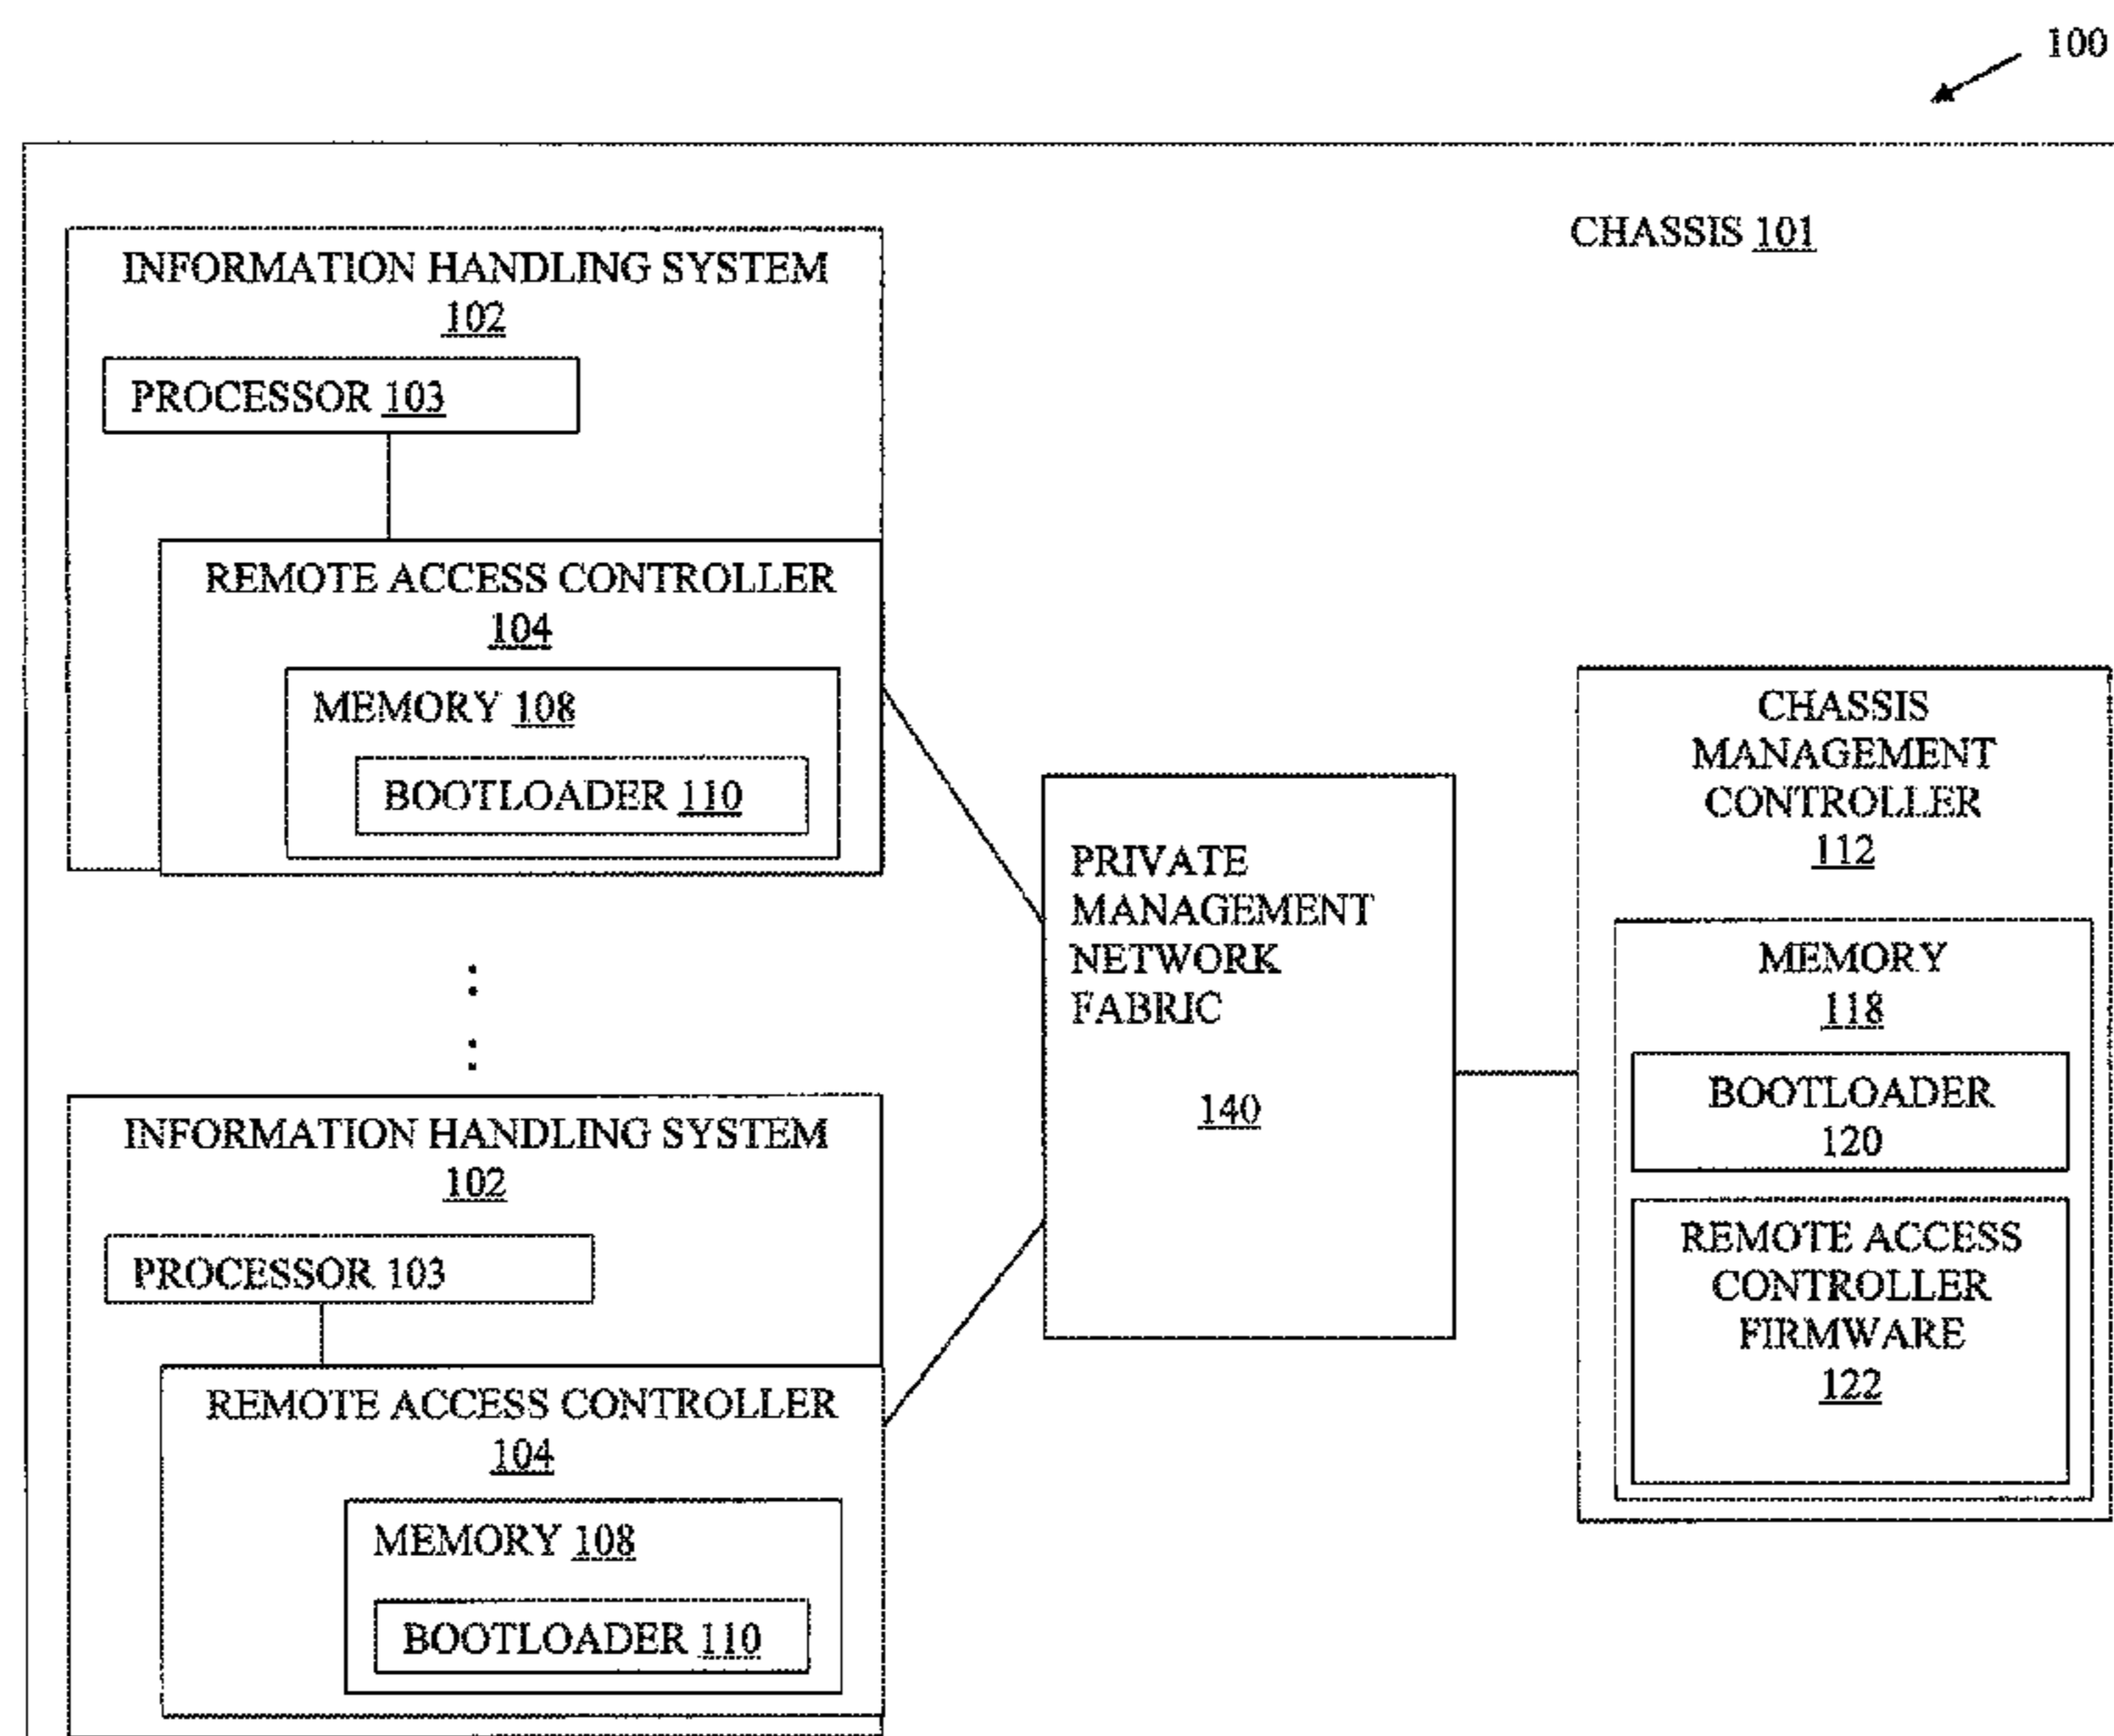 100
CHASSIS 101
INFORMATION HANDLING SYSTEM
102
PROCESSOR 103
REMOTE ACCESS CONTROLLER
104
MEMORY 108
BOOTLOADER 110
INFORMATION HANDLING SYSTEM
102
PROCESSOR 103
REMOTE ACCESS CONTROLLER
104
MEMORY 108
BOOTLOADER 110
PRIVATE
MANAGEMENT
NETWORK
FABRIC
140
CHASSIS
MANAGEMENT
CONTROLLER
112
MEMORY
118
BOOTLOADER
120
REMOTE ACCESS
CONTROLLER
FIRMWARE
122